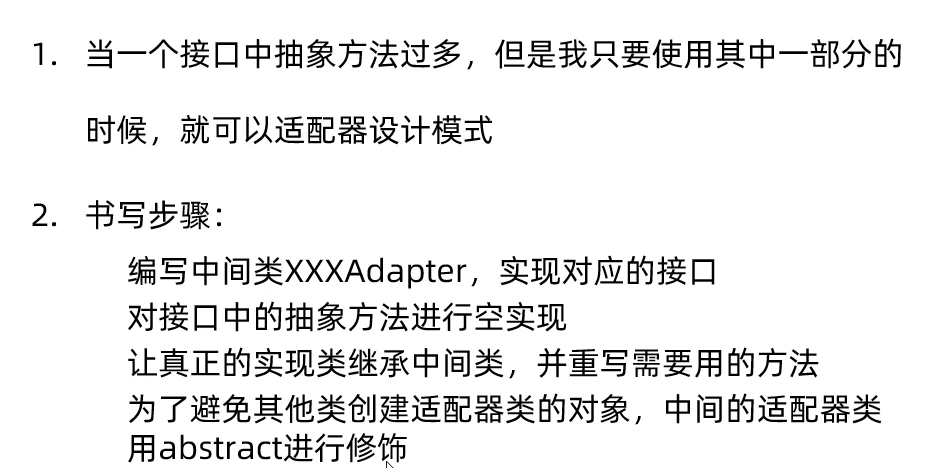 1. 当一个接口中抽象方法过多，但是我只要使用其中一部分的
时候，就可以适配器设计模式
2. 书写步骤：
编写中间类XXXAdapter，实现对应的接口
对接口中的抽象方法进行空实现
让真正的实现类继承中间类，并重写需要用的方法
为了避免其他类创建适配器类的对象，中间的适配器类
用abstract进行修饰